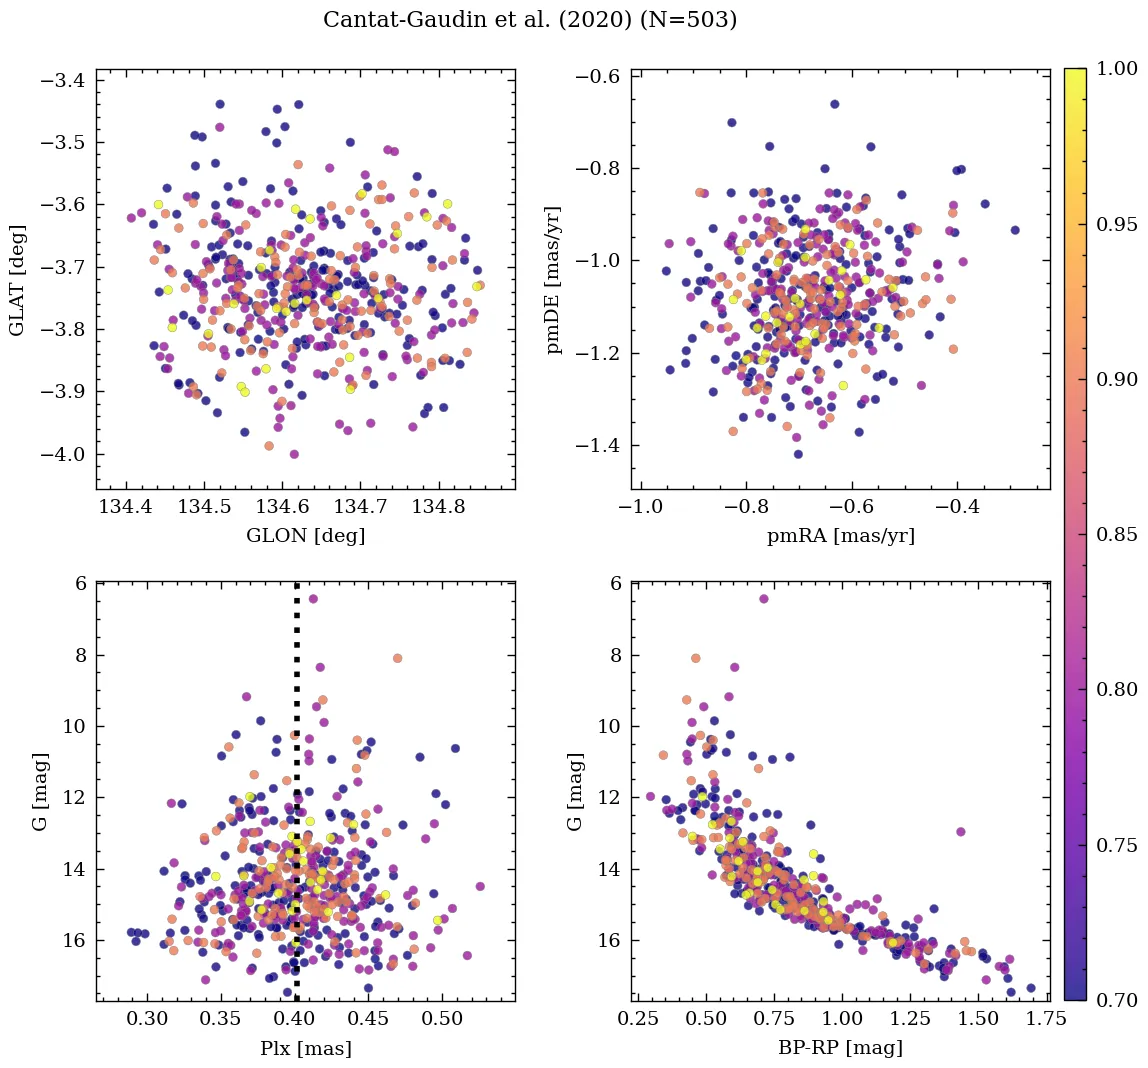 Cantat-Gaudin et al. (2020) (N=503)
GLAT [deg]
−3.4
−3.5
−3.6
−3.7
−3.8
−3.9
−4.0
134.4 134.5 134.6 134.7 134.8
GLON [deg]
pmDE [mas/yr]
−0.6
−0.8
−1.0
−1.2
−1.4
−1.0 −0.8 −0.6 −0.4
pmRA [mas/yr]
G [mag]
6
8
10
12
14
16
0.30 0.35 0.40 0.45 0.50
Plx [mas]
G [mag]
6
8
10
12
14
16
0.25 0.50 0.75 1.00 1.25 1.50 1.75
BP-RP [mag]
1.00
0.95
0.90
0.85
0.80
0.75
0.70